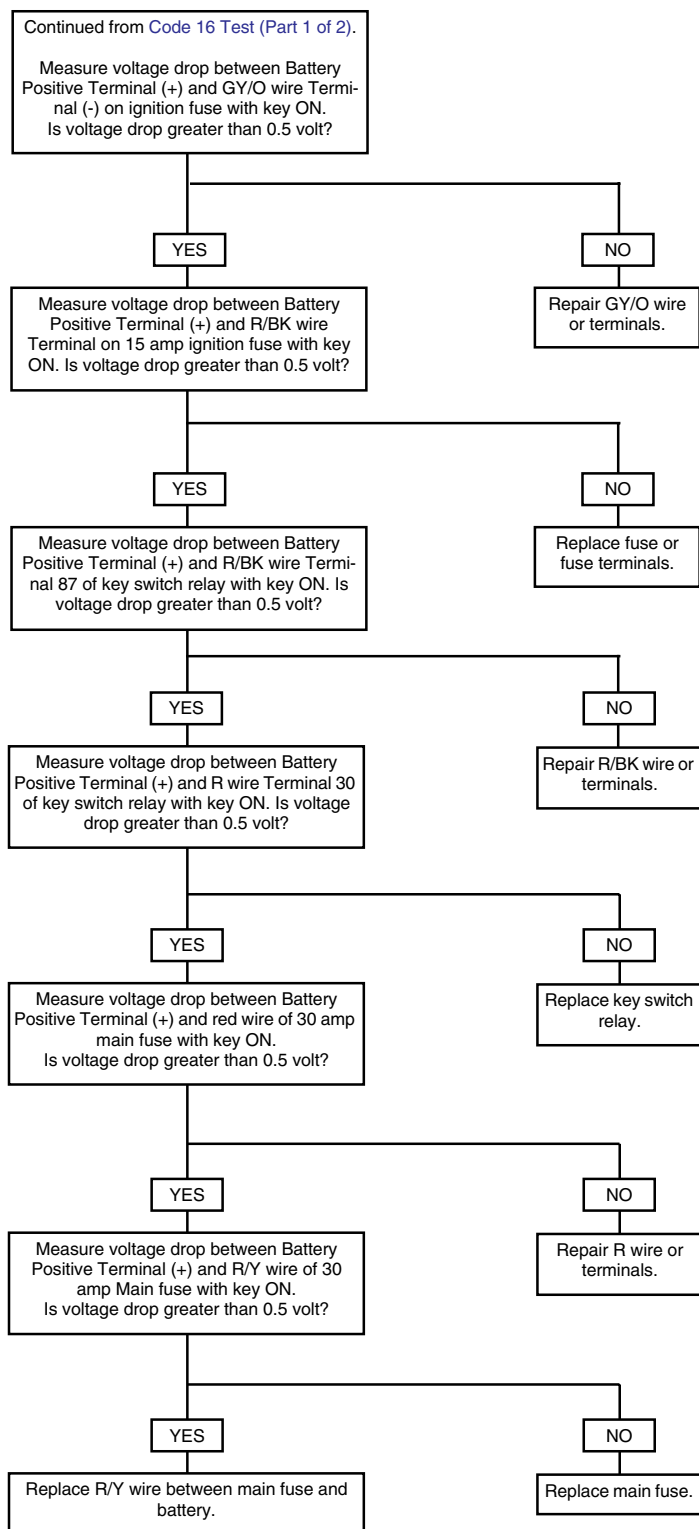 Continued from Code 16 Test (Part 1 of 2).
Measure voltage drop between Battery
Positive Terminal (+) and GY/O wire Termi-
nal (-) on ignition fuse with key ON.
Is voltage drop greater than 0.5 volt?
YES
NO
Measure voltage drop between Battery
Positive Terminal (+) and R/BK wire
Terminal on 15 amp ignition fuse with key
ON. Is voltage drop greater than 0.5 volt?
Repair GY/O wire
or terminals.
YES
NO
Measure voltage drop between Battery
Positive Terminal (+) and R/BK wire Termi-
nal 87 of key switch relay with key ON. Is
voltage drop greater than 0.5 volt?
Replace fuse or
fuse terminals.
YES
NO
Measure voltage drop between Battery
Positive Terminal (+) and R wire Terminal 30
of key switch relay with key ON. Is voltage
drop greater than 0.5 volt?
Repair R/BK wire or
terminals.
YES
NO
Measure voltage drop between Battery
Positive Terminal (+) and red wire of 30 amp
main fuse with key ON.
Is voltage drop greater than 0.5 volt?
Replace key switch
relay.
YES
NO
Measure voltage drop between Battery
Positive Terminal (+) and R/Y wire of 30
amp Main fuse with key ON.
Is voltage drop greater than 0.5 volt?
Repair R wire or
terminals.
YES
NO
Replace R/Y wire between main fuse and
battery.
Replace main fuse.